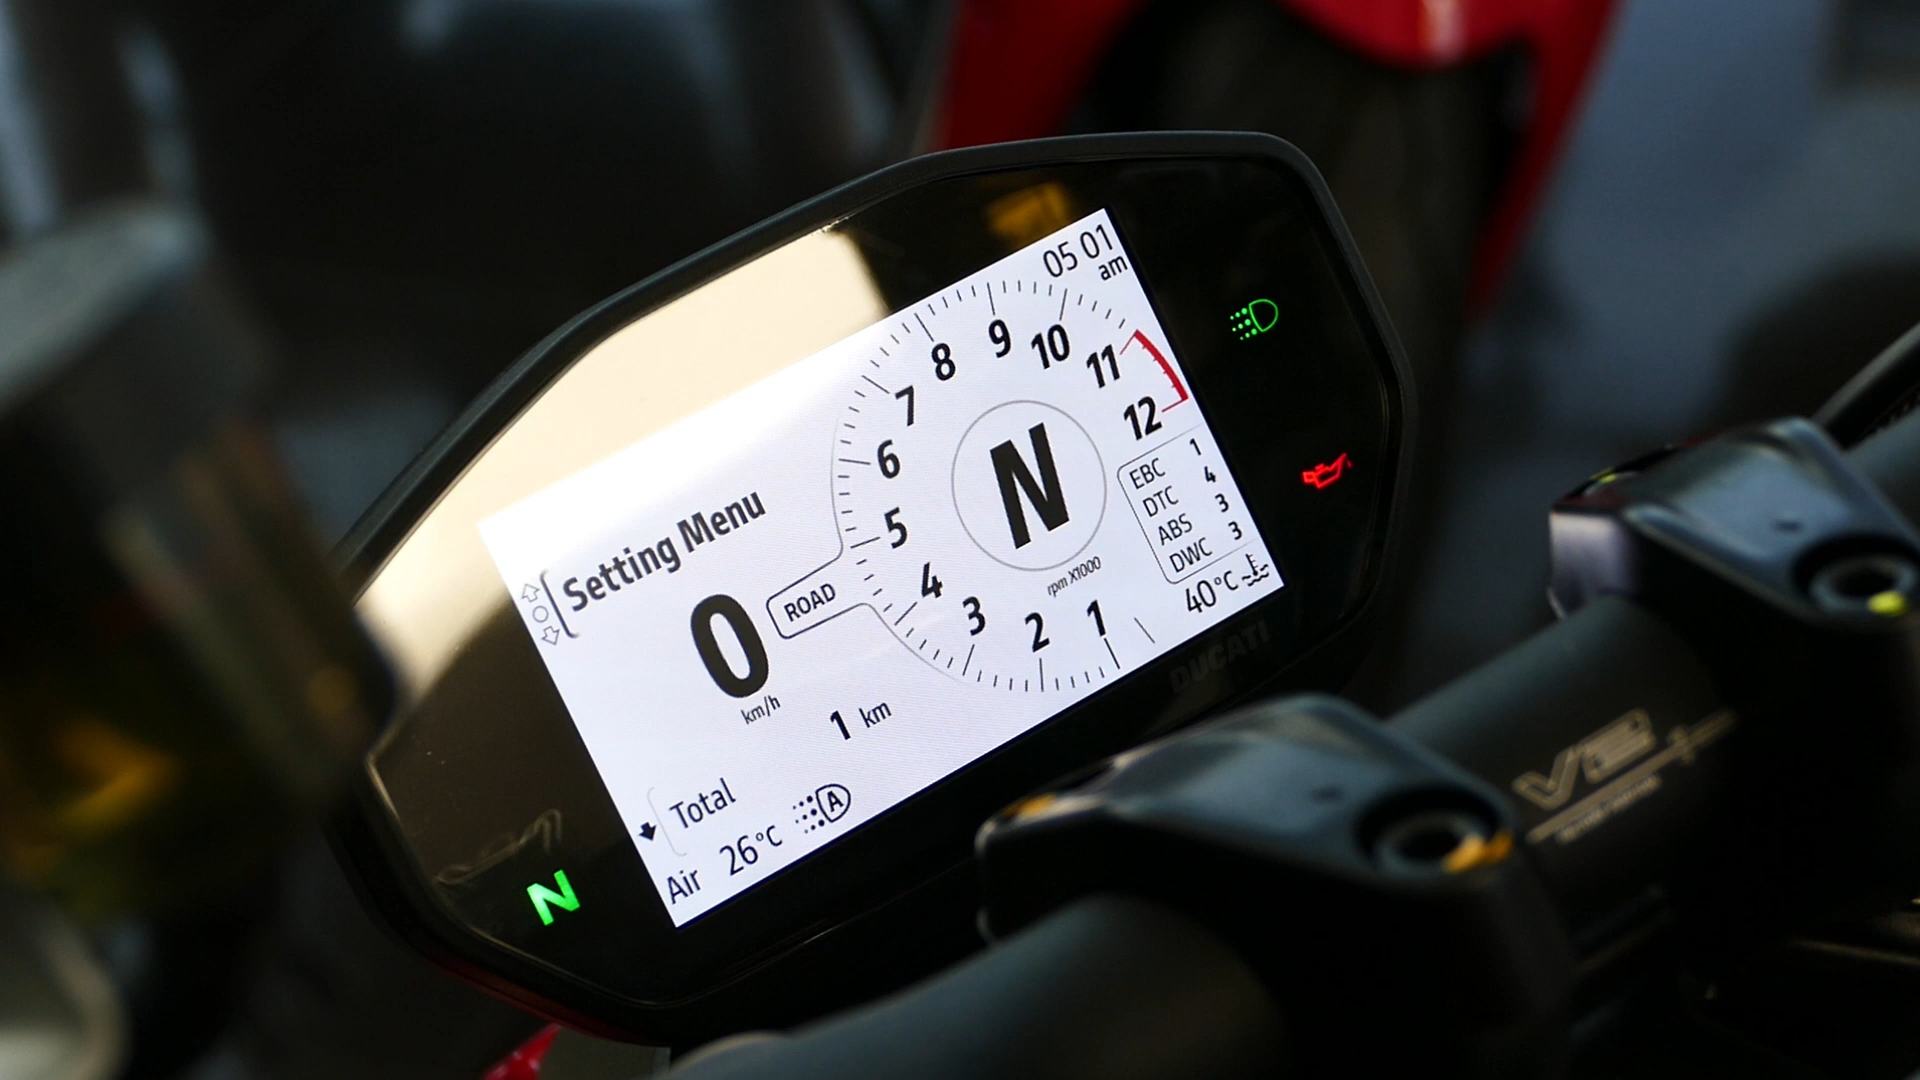 05 01
am
8 9 10
7 11
6 12
5
4
3 2 1
N
rpm X1000
EBC 1
DTC 4
ABS 3
DWC 3
40°C
Setting Menu
0
km/h
ROAD
1 km
Total
Air 26°C
A
N
DUCATI
V2